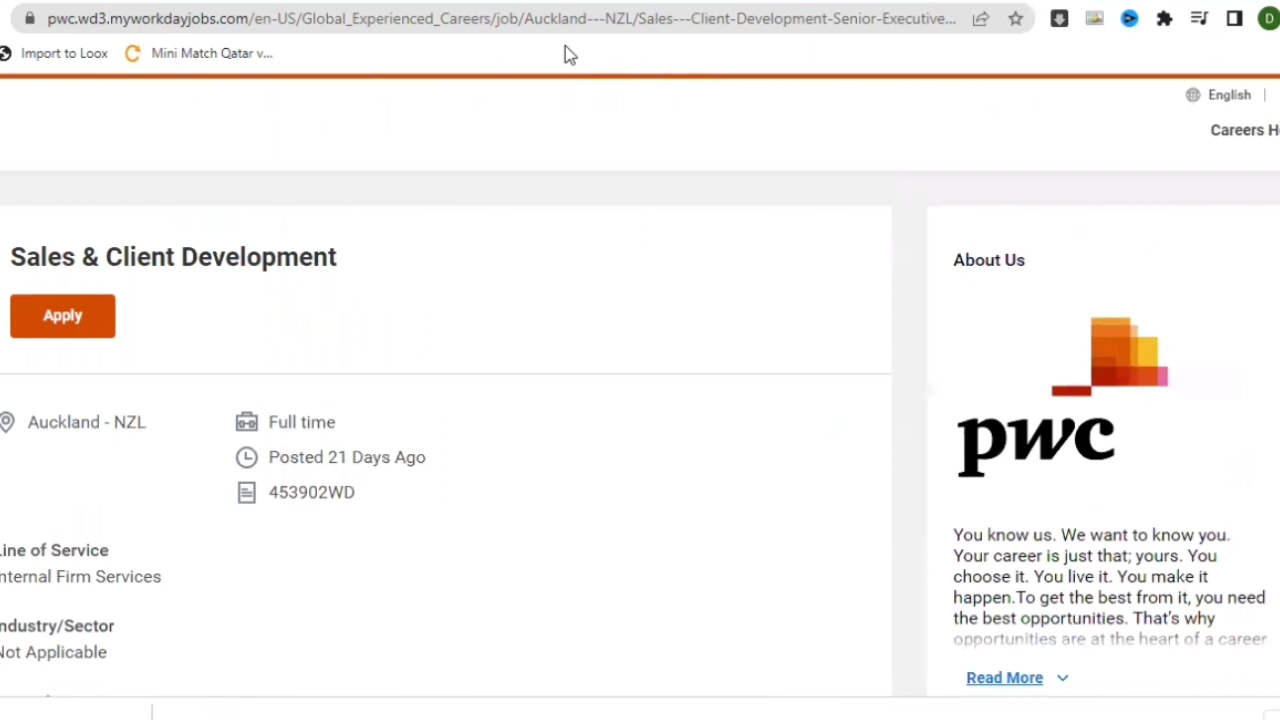 pwc.wd3.myworkdayjobs.com/en-US/Global_Experienced_Careers/job/Auckland---NZL/Sales---Client-Development-Senior-Executive...
D
Import to Loox
Mini Match Qatar v...
English
Careers H
Sales & Client Development
Apply
Auckland - NZL
Full time
Posted 21 Days Ago
453902WD
Line of Service
Internal Firm Services
Industry/Sector
Not Applicable
About Us
pwc
You know us. We want to know you.
Your career is just that; yours. You
choose it. You live it. You make it
happen.To get the best from it, you need
the best opportunities. That's why
opportunities are at the heart of a career
Read More